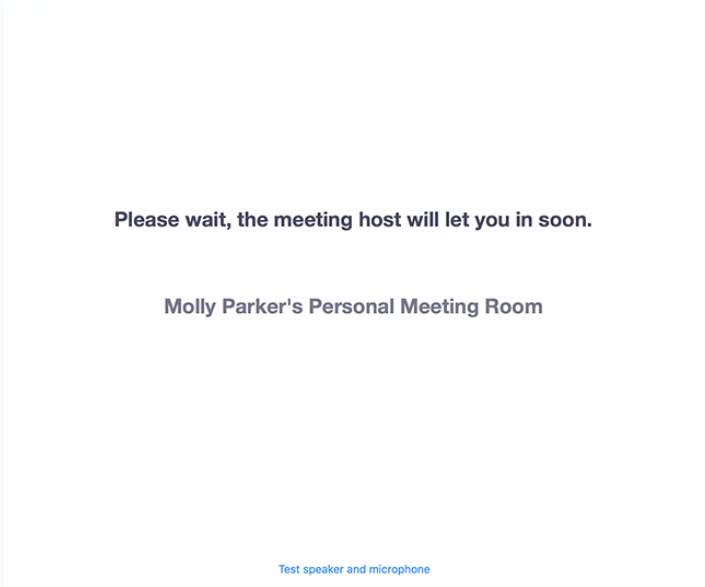 Please wait, the meeting host will let you in soon.
Molly Parker's Personal Meeting Room
Test speaker and microphone